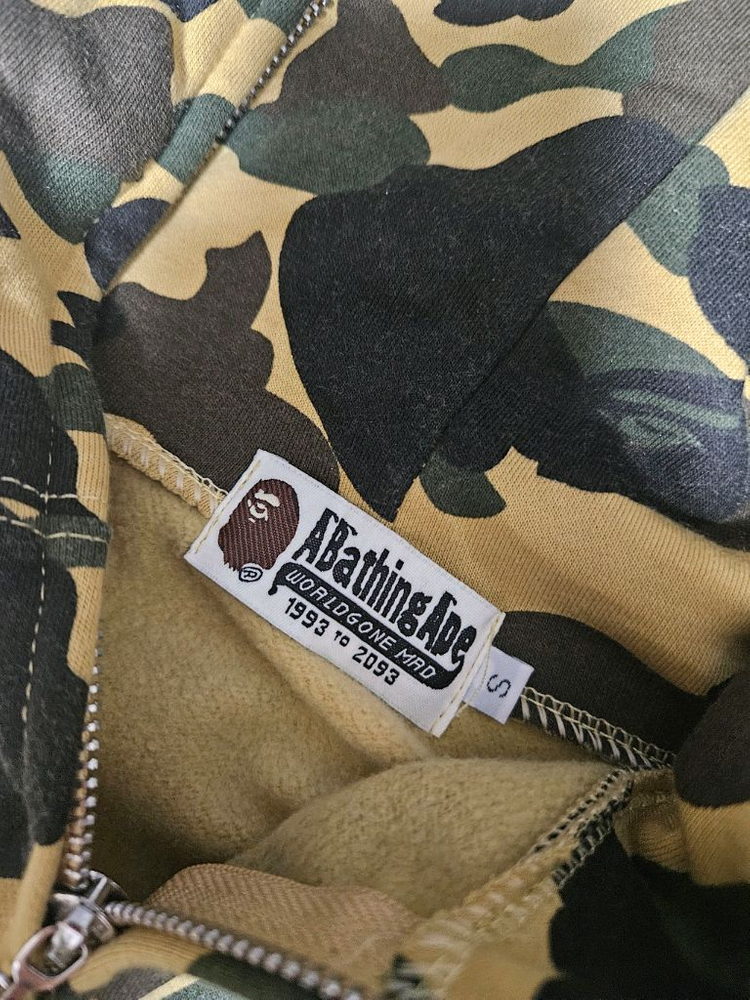 ABathingApe
®
WORLDGONE MAD
1993 TO 2093
S